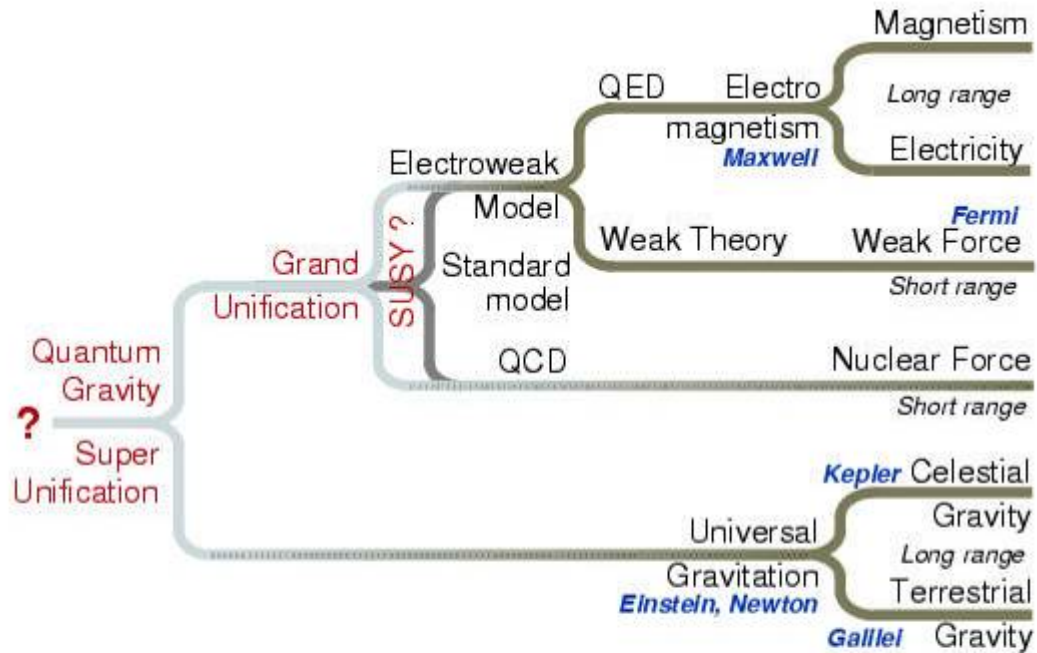 Magnetism
QED
Electro
Long range
magnetism
Maxwell
Electricity
Electroweak
Model
Fermi
Weak Theory
Weak Force
Short range
SUSY ?
Grand
Unification
Standard
model
QCD
Nuclear Force
Short range
Quantum
Gravity
?
Super
Unification
Kepler Celestial
Gravity
Universal
Long range
Gravitation
Einstein, Newton
Terrestrial
Galilei Gravity